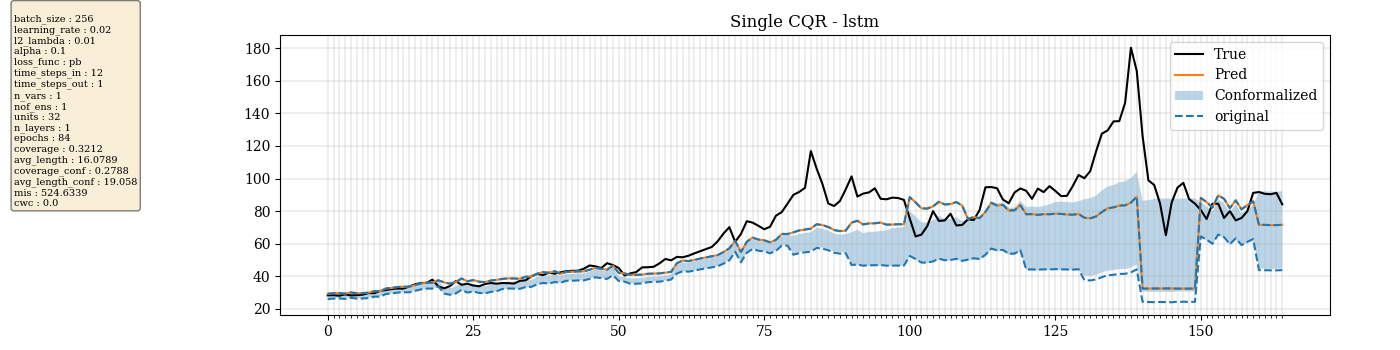 batch_size : 256
learning_rate : 0.02
l2_lambda : 0.01
alpha : 0.1
loss_func : pb
time_steps_in : 12
time_steps_out : 1
n_vars : 1
nof_ens : 1
units : 32
n_layers : 1
epochs : 84
coverage : 0.3212
avg_length : 16.0789
coverage_conf : 0.2788
avg_length_conf : 19.058
mis : 524.6339
cwc : 0.0
Single CQR - lstm
180
160
140
120
100
80
60
40
20
True
Pred
Conformalized
original
0 25 50 75 100 125 150